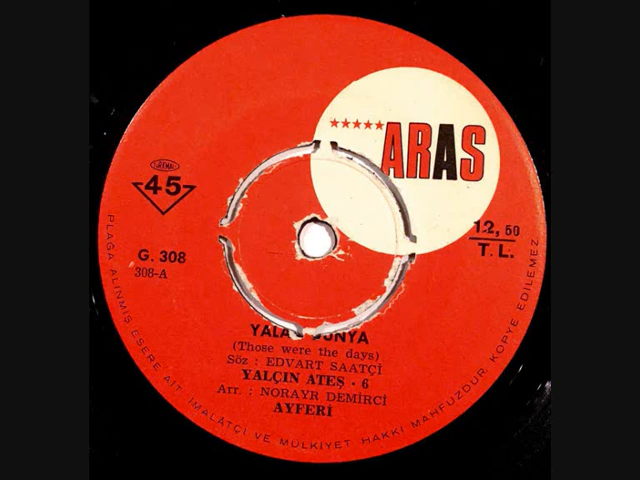 ★★★★★ ARAS
45
12,50
T. L.
G. 308
308-A
DÜNYA
(Those were the days)
Söz : EDVART SAATÇİ
YALÇIN ATEŞ - 6
Arr. : NORAYR DEMİRCİ
AYFERİ
PLAĞA ALINMIŞ ESERE AİT İMALATÇI VE MÜLKİYET HAKKI MAHFUZDUR. KOPYE EDİLEMEZ